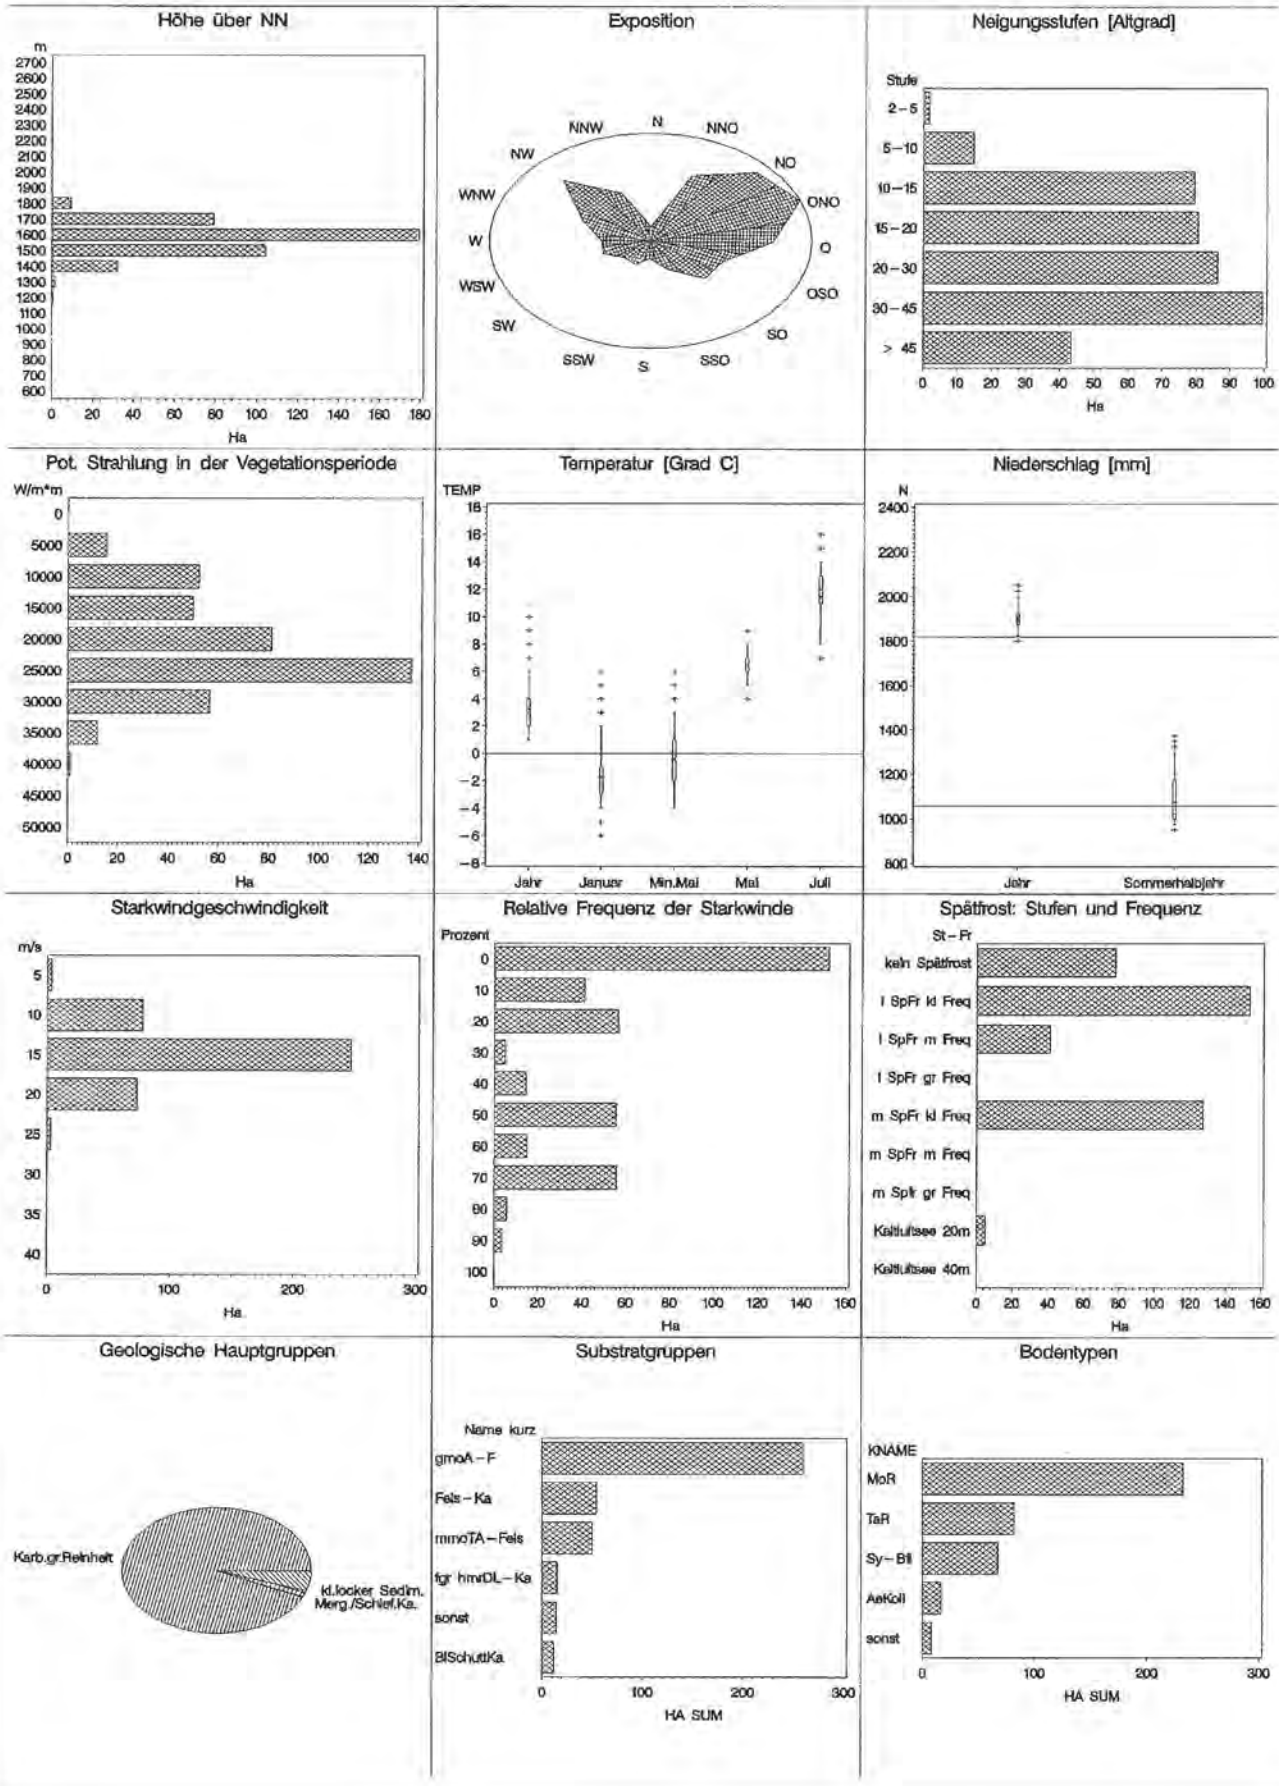 Höhe über NN
m
2700
2600
2500
2400
2300
2200
2100
2000
1900
1800
1700
1600
1500
1400
1300
1200
1100
1000
900
800
700
600
0 20 40 60 80 100 120 140 160 180
Ha
Exposition
N
NNO
NO
ONO
O
OSO
SO
SSO
S
SSW
SW
WSW
W
WNW
NW
NNW
Neigungsstufen [Altgrad]
Stufe
2-5
5-10
10-15
15-20
20-30
30-45
> 45
0 10 20 30 40 50 60 70 80 90 100
Ha
Pot. Strahlung in der Vegetationsperiode
W/m*m
0
5000
10000
15000
20000
25000
30000
35000
40000
45000
50000
0 20 40 60 80 100 120 140
Ha
Temperatur [Grad C]
TEMP
18
16
14
12
10
8
6
4
2
0
-2
-4
-6
-8
Jahr Januar Min.Mai Mai Juli
Niederschlag [mm]
N
2400
2200
2000
1800
1600
1400
1200
1000
800
Jahr Sommerhalbjahr
Starkwindgeschwindigkeit
m/s
5
10
15
20
25
30
35
40
0 100 200 300
Ha
Relative Frequenz der Starkwinde
Prozent
0
10
20
30
40
50
60
70
80
90
100
0 20 40 60 80 100 120 140 160
Ha
Spätfrost: Stufen und Frequenz
St-Fr
kein Spätfrost
l SpFr kl Freq
l SpFr m Freq
l SpFr gr Freq
m SpFr kl Freq
m SpFr m Freq
m Spfr gr Freq
Kaltluftsee 20m
Kaltluftsee 40m
0 20 40 60 80 100 120 140 160
Ha
Geologische Hauptgruppen
Karb.gr.Reinheit
kl.locker Sedim.
Merg./Schief.Ka.
Substratgruppen
Name kurz
gmoA-F
Fels-Ka
mmoTA-Fels
fgr hmrDL-Ka
sonst
BlSchuttKa
0 100 200 300
HA SUM
Bodentypen
KNAME
MoR
TaR
Sy-Bll
AeKoll
sonst
0 100 200 300
HA SUM